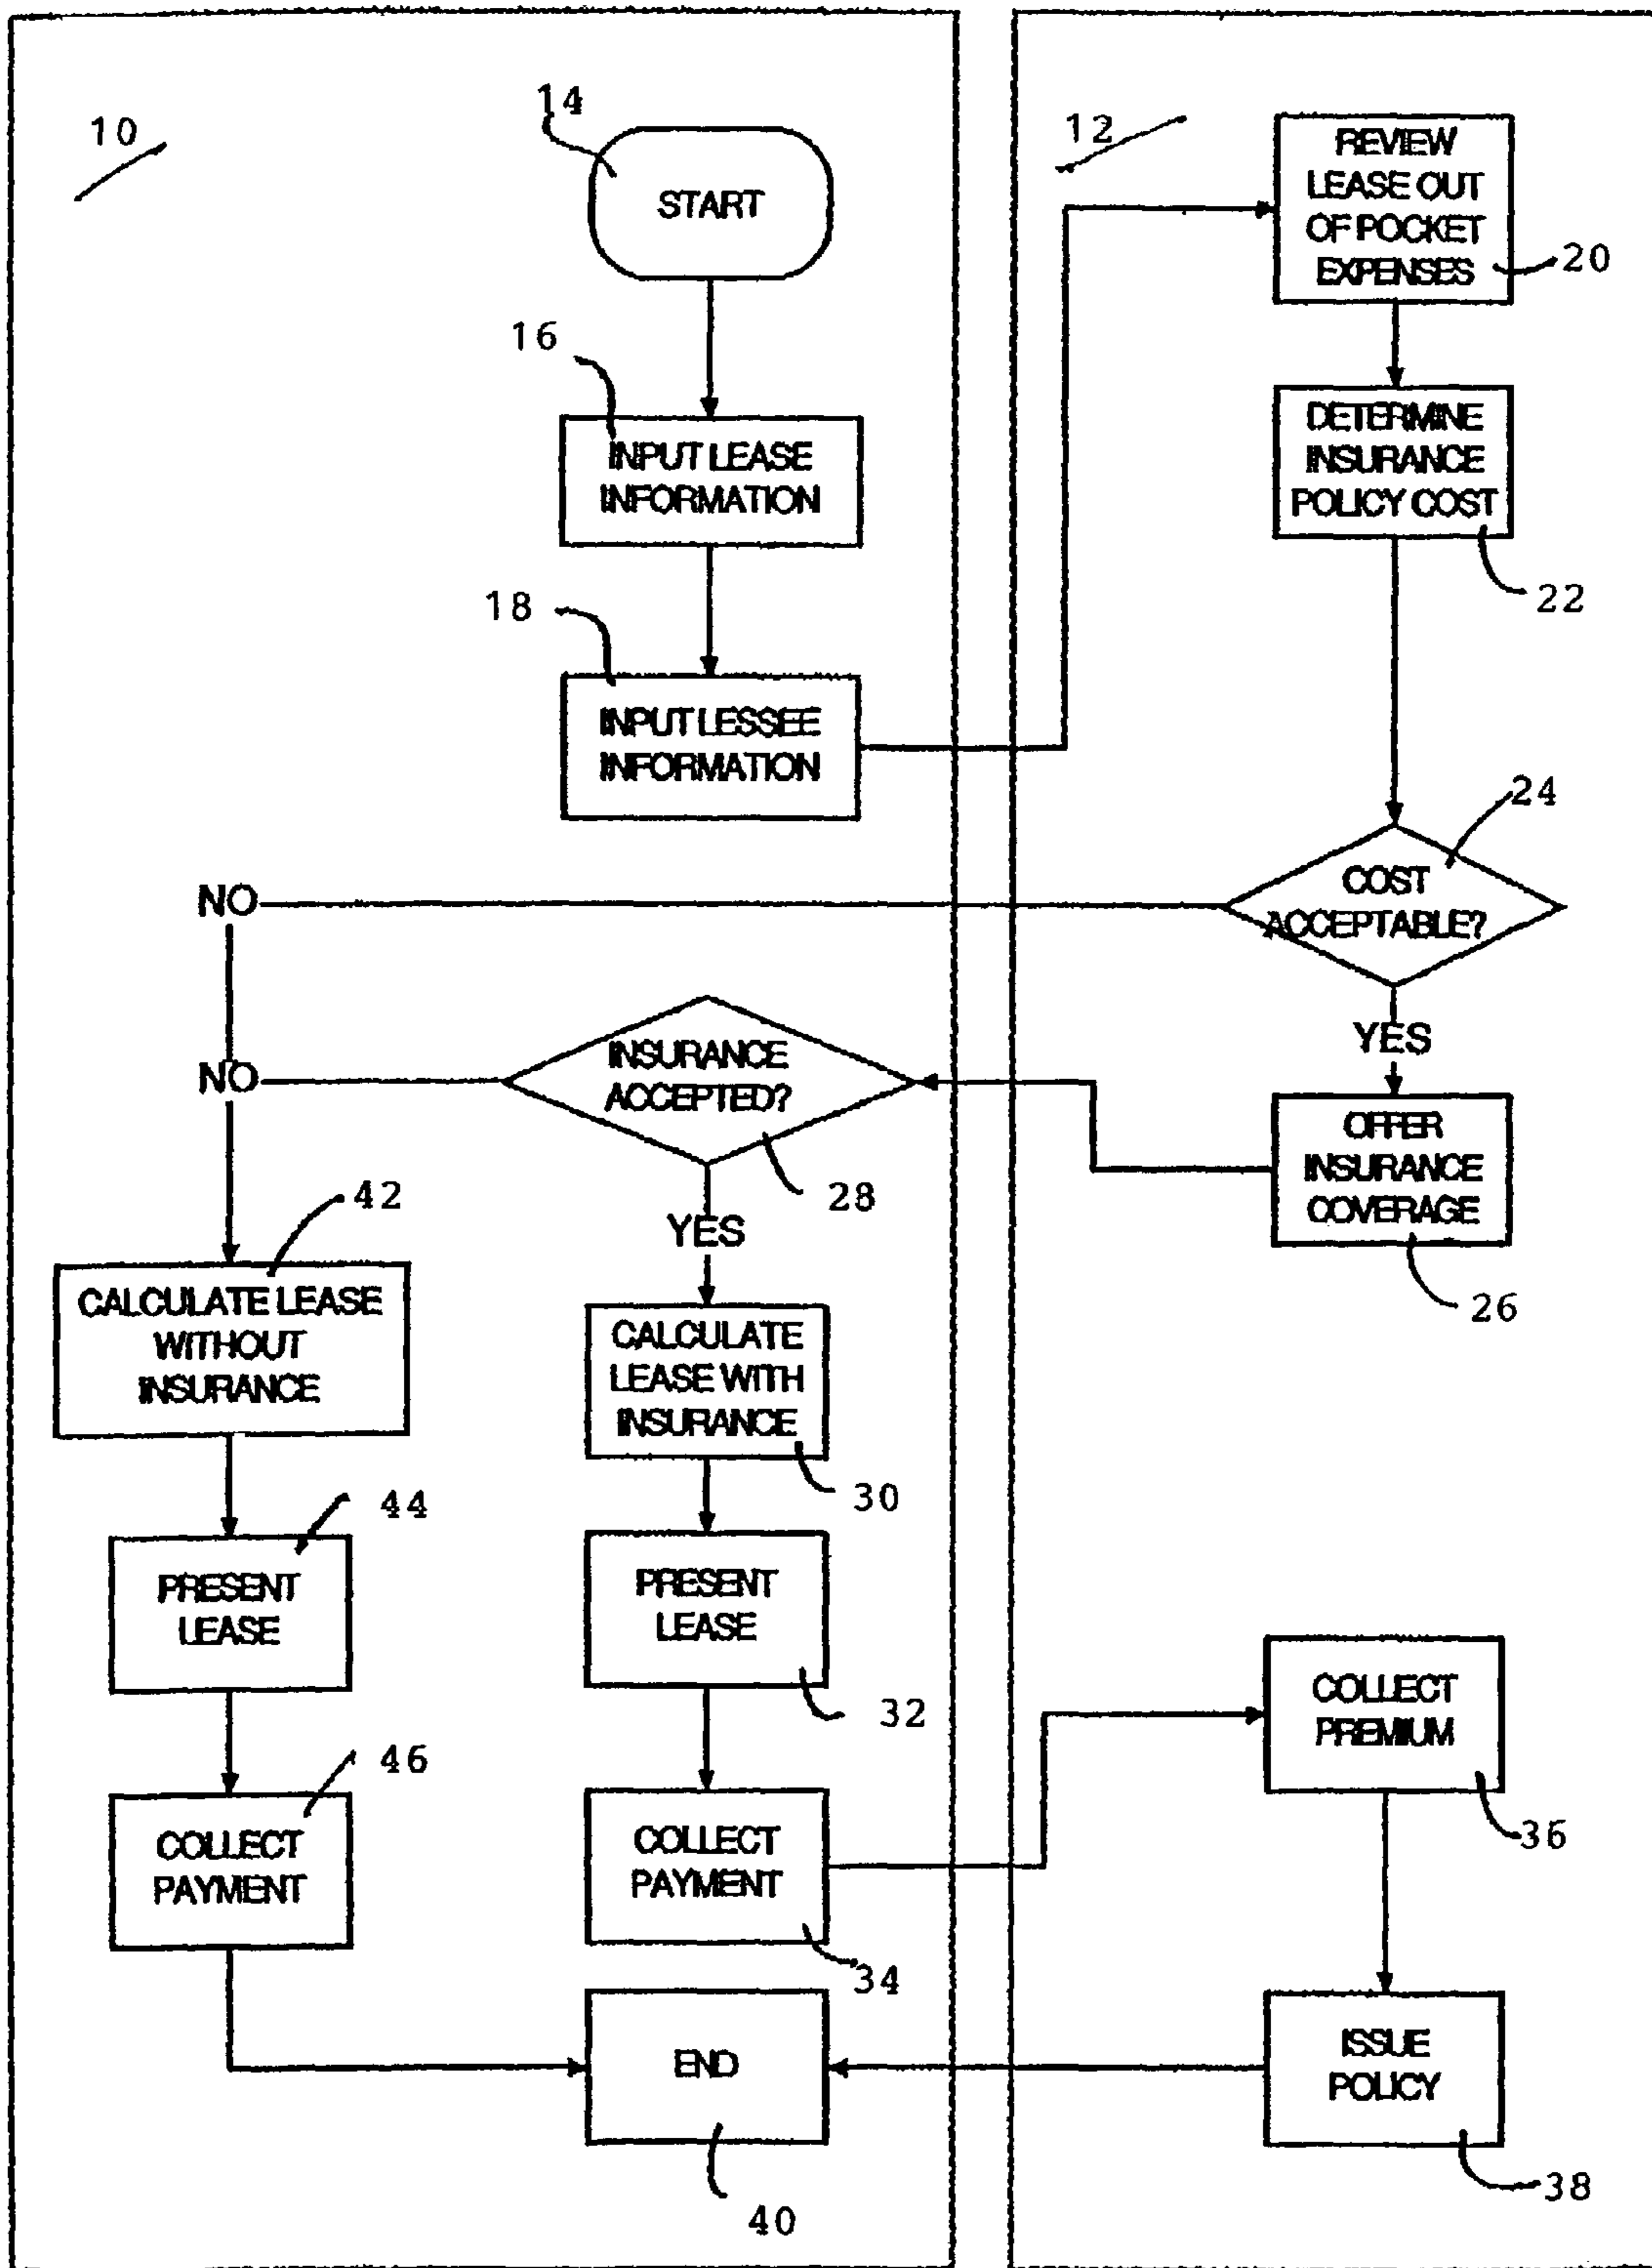 10
14
START
16
INPUT LEASE
INFORMATION
18
INPUT LESSEE
INFORMATION
12
REVIEW
LEASE OUT
OF POCKET
EXPENSES
20
DETERMINE
INSURANCE
POLICY COST
22
24
COST
ACCEPTABLE?
NO
YES
OFFER
INSURANCE
COVERAGE
26
INSURANCE
ACCEPTED?
28
NO
YES
42
CALCULATE LEASE
WITHOUT
INSURANCE
44
PRESENT
LEASE
46
COLLECT
PAYMENT
CALCULATE
LEASE WITH
INSURANCE
30
PRESENT
LEASE
32
COLLECT
PAYMENT
34
COLLECT
PREMIUM
36
ISSUE
POLICY
38
END
40